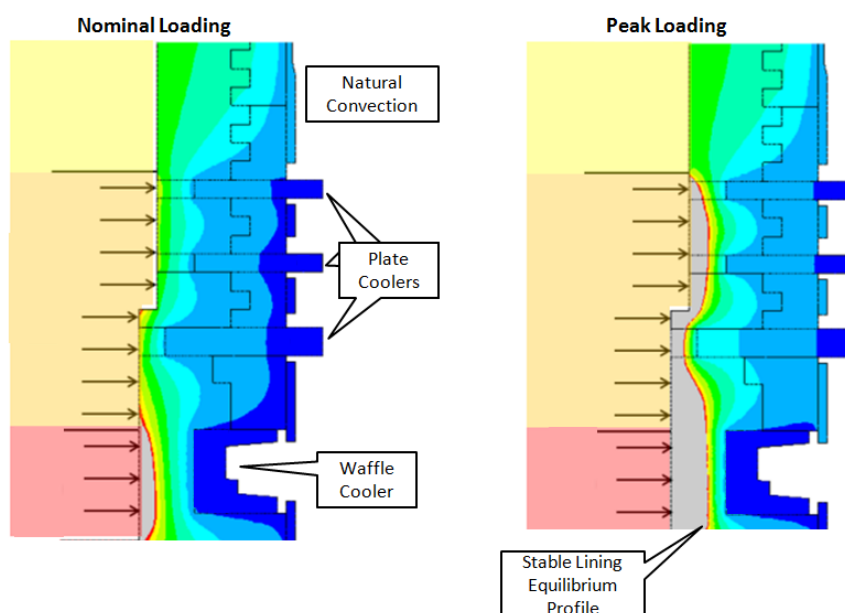 Nominal Loading
Peak Loading
Natural
Convection
Plate
Coolers
Waffle
Cooler
Stable Lining
Equilibrium
Profile